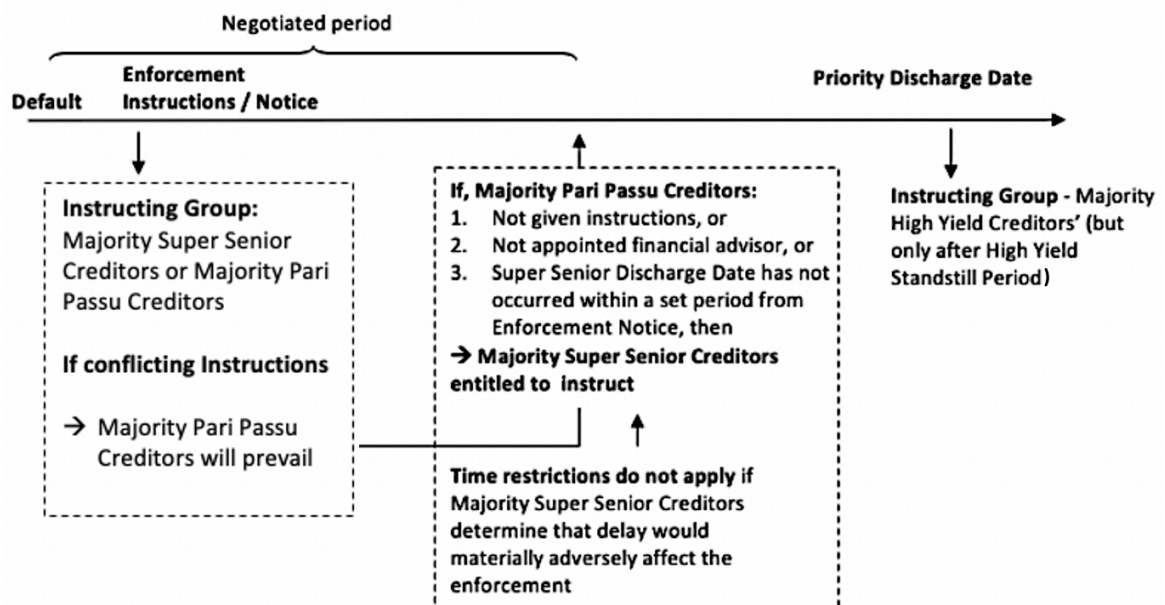 Negotiated period
Default
Enforcement
Instructions / Notice
Priority Discharge Date
Instructing Group:
Majority Super Senior
Creditors or Majority Pari
Passu Creditors
If conflicting Instructions
→ Majority Pari Passu
Creditors will prevail
If, Majority Pari Passu Creditors:
1. Not given instructions, or
2. Not appointed financial advisor, or
3. Super Senior Discharge Date has not
occurred within a set period from
Enforcement Notice, then
→ Majority Super Senior Creditors
entitled to instruct
Time restrictions do not apply if
Majority Super Senior Creditors
determine that delay would
materially adversely affect the
enforcement
Instructing Group - Majority
High Yield Creditors’ (but
only after High Yield
Standstill Period)